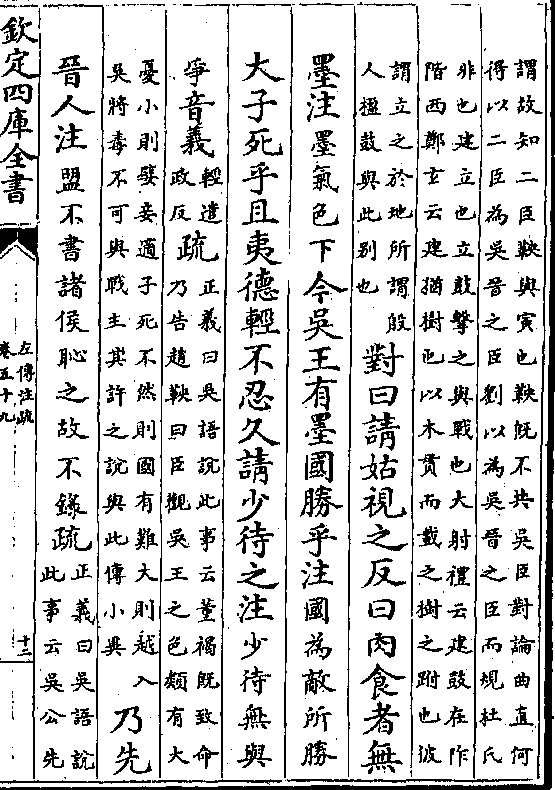 謂故知二臣鞅與寅也鞅既不共吳臣對論曲直何
得以二臣為吳晉之臣劉以為吳晉之臣而規杜氏
非也建立也立鼓擊之與戰也大射禮云建鼓在阼
階西鄭玄云建猶樹也以木貫而載之樹之跗也彼
謂立之於地所謂殷
人楹鼓與此別也
對曰請姑視之反曰肉食者無
墨注墨氣色下今吳王有墨國勝乎注國為敵所勝
大子死乎且夷德輕不忍久請少待之注少待無與
爭音義輕遣
政反疏正義曰吳語說此事云董褐既致命
乃告趙鞅曰臣觀吳王之色類有大
憂小則嬖妾適子死不然則國有難大則越入
吳將毒不可與戰主其許之說與此傳小異
乃先
晉人注盟不書諸侯恥之故不錄疏正義曰吳語說
此事云吳公先
欽定四庫全書
左傳注疏
卷五十九
十二